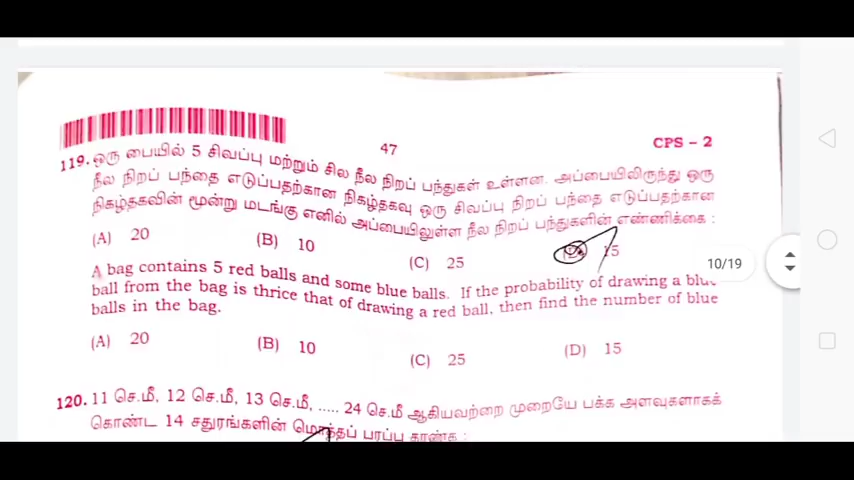 47
CPS – 2
119. ஒரு பையில் 5 சிவப்பு மற்றும் சில நீல நிறப் பந்துகள் உள்ளன. அப்பையிலிருந்து ஒரு
நீல நிறப் பந்தை எடுப்பதற்கான நிகழ்தகவு ஒரு சிவப்பு நிறப் பந்தை எடுப்பதற்கான
நிகழ்தகவின் மூன்று மடங்கு எனில் அப்பையிலுள்ள நீல நிறப் பந்துகளின் எண்ணிக்கை :
(A) 20 (B) 10 (C) 25 15
10/19
A bag contains 5 red balls and some blue balls. If the probability of drawing a blue
ball from the bag is thrice that of drawing a red ball, then find the number of blue
balls in the bag.
(A) 20 (B) 10 (C) 25 (D) 15
120. 11 செ.மீ, 12 செ.மீ, 13 செ.மீ, ..... 24 செ.மீ ஆகியவற்றை முறையே பக்க அளவுகளாகக்
கொண்ட 14 சதுரங்களின் மொத்தப் பரப்பு காண்க :